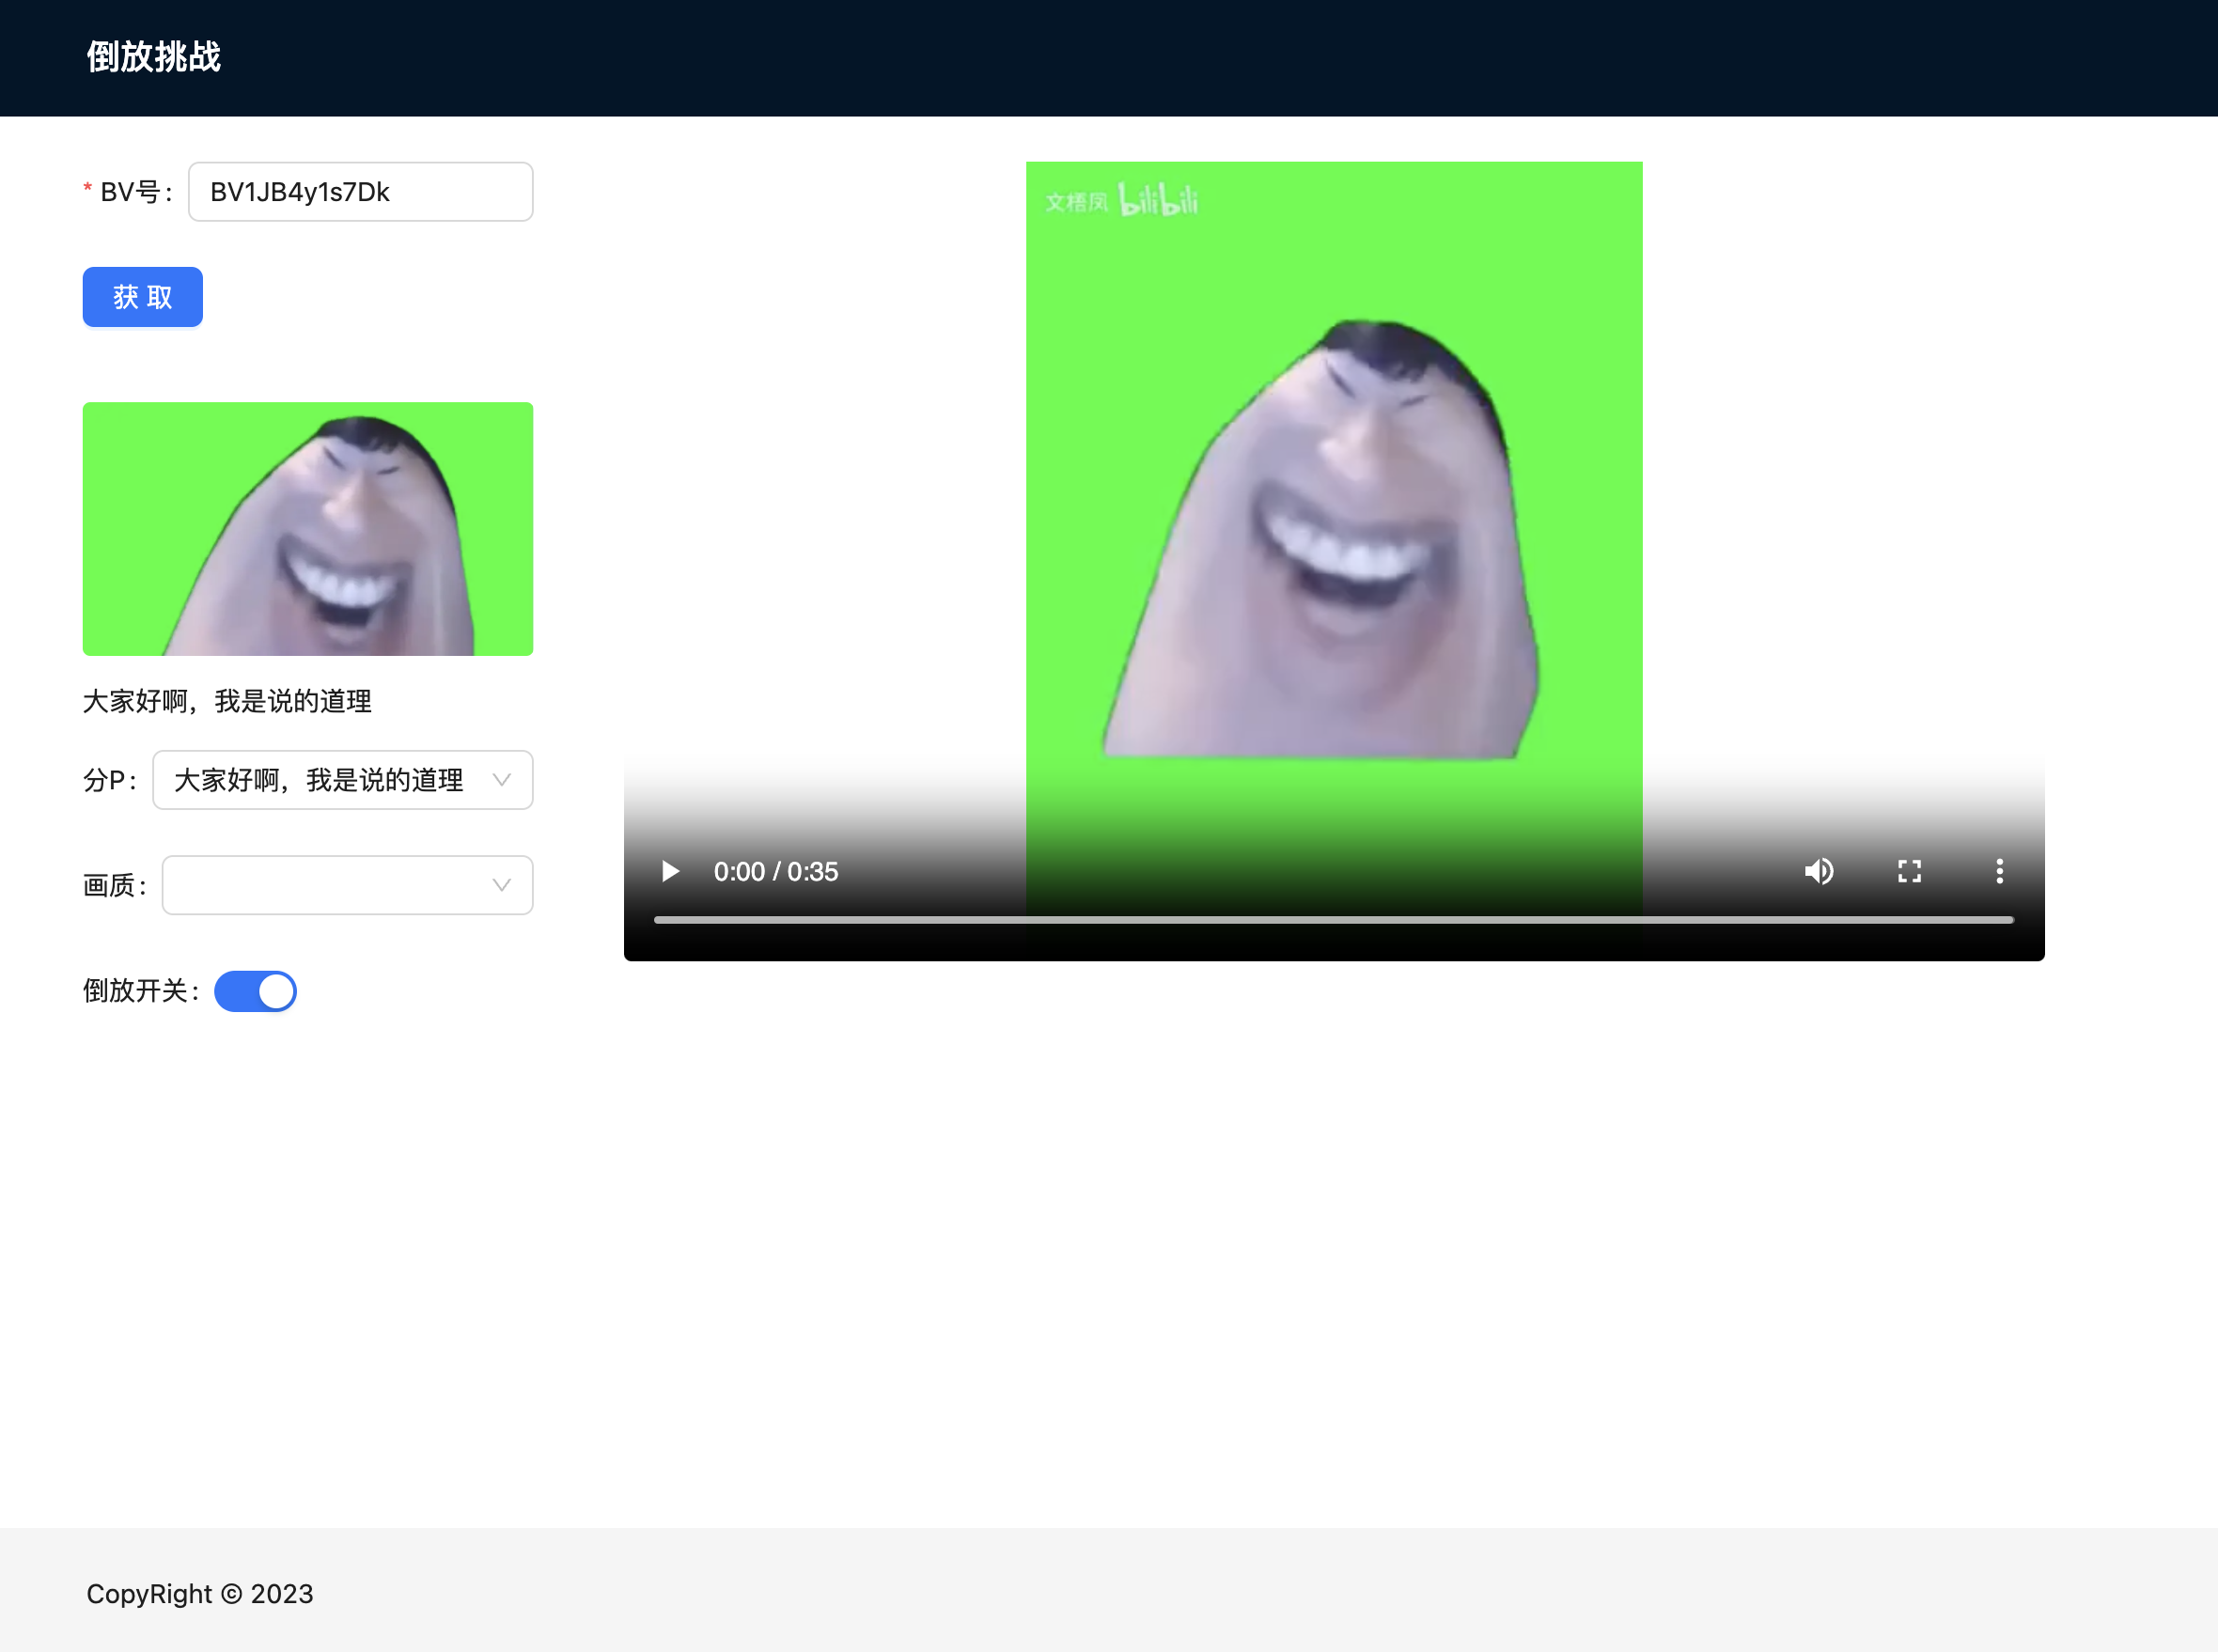 倒放挑战
* BV号 : BV1JB4y1s7Dk
获 取
大家好啊，我是说的道理
分P : 大家好啊，我是说的道理
画质 :
倒放开关 :
文梧凤 bilibili
0:00 / 0:35
CopyRight © 2023